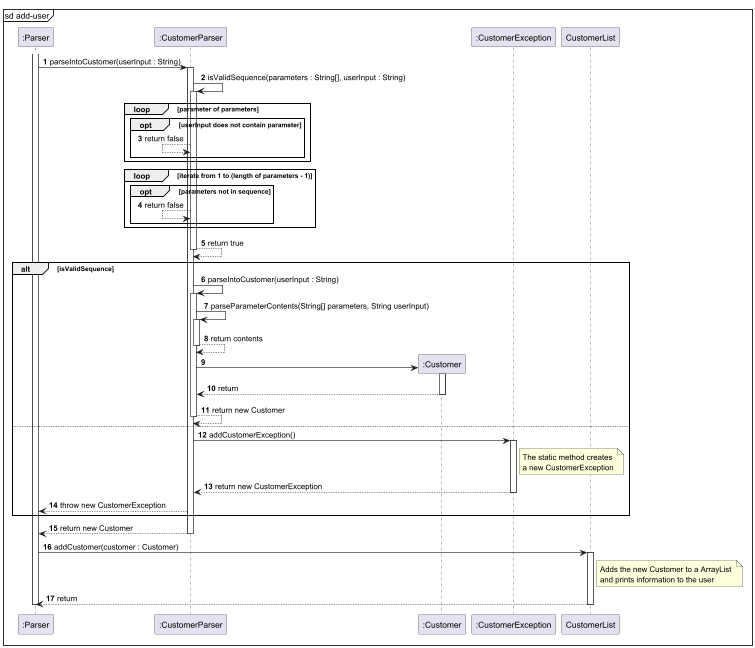 sd add-user
:Parser
:CustomerParser
:CustomerException
CustomerList
1 parseIntoCustomer(userInput : String)
2 isValidSequence(parameters : String[], userInput : String)
loop [parameter of parameters]
opt [userInput does not contain parameter]
3 return false
loop [iterate from 1 to (length of parameters - 1)]
opt [parameters not in sequence]
4 return false
5 return true
alt [isValidSequence]
6 parseIntoCustomer(userInput : String)
7 parseParameterContents(String[] parameters, String userInput)
8 return contents
9
:Customer
10 return
11 return new Customer
12 addCustomerException()
The static method creates
a new CustomerException
13 return new CustomerException
14 throw new CustomerException
15 return new Customer
16 addCustomer(customer : Customer)
Adds the new Customer to a ArrayList
and prints information to the user
17 return
:Parser
:CustomerParser
:Customer
:CustomerException
CustomerList